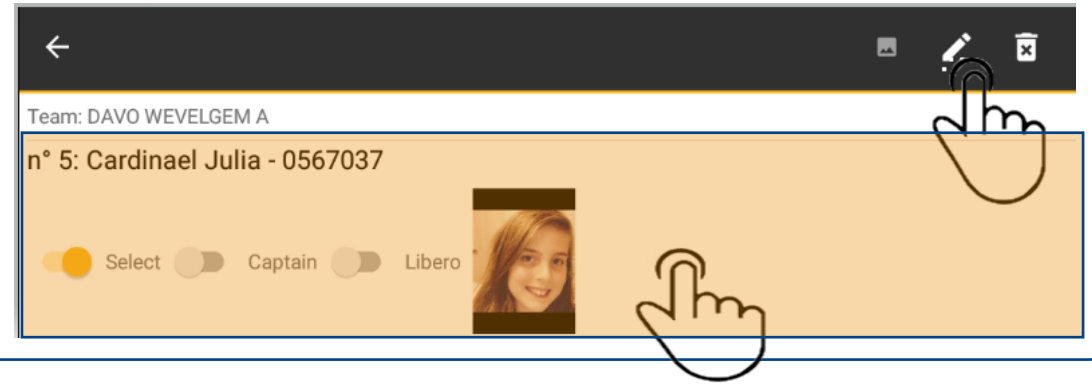 Team: DAVO WEVELGEM A
n° 5: Cardinael Julia - 0567037
Select Captain Libero